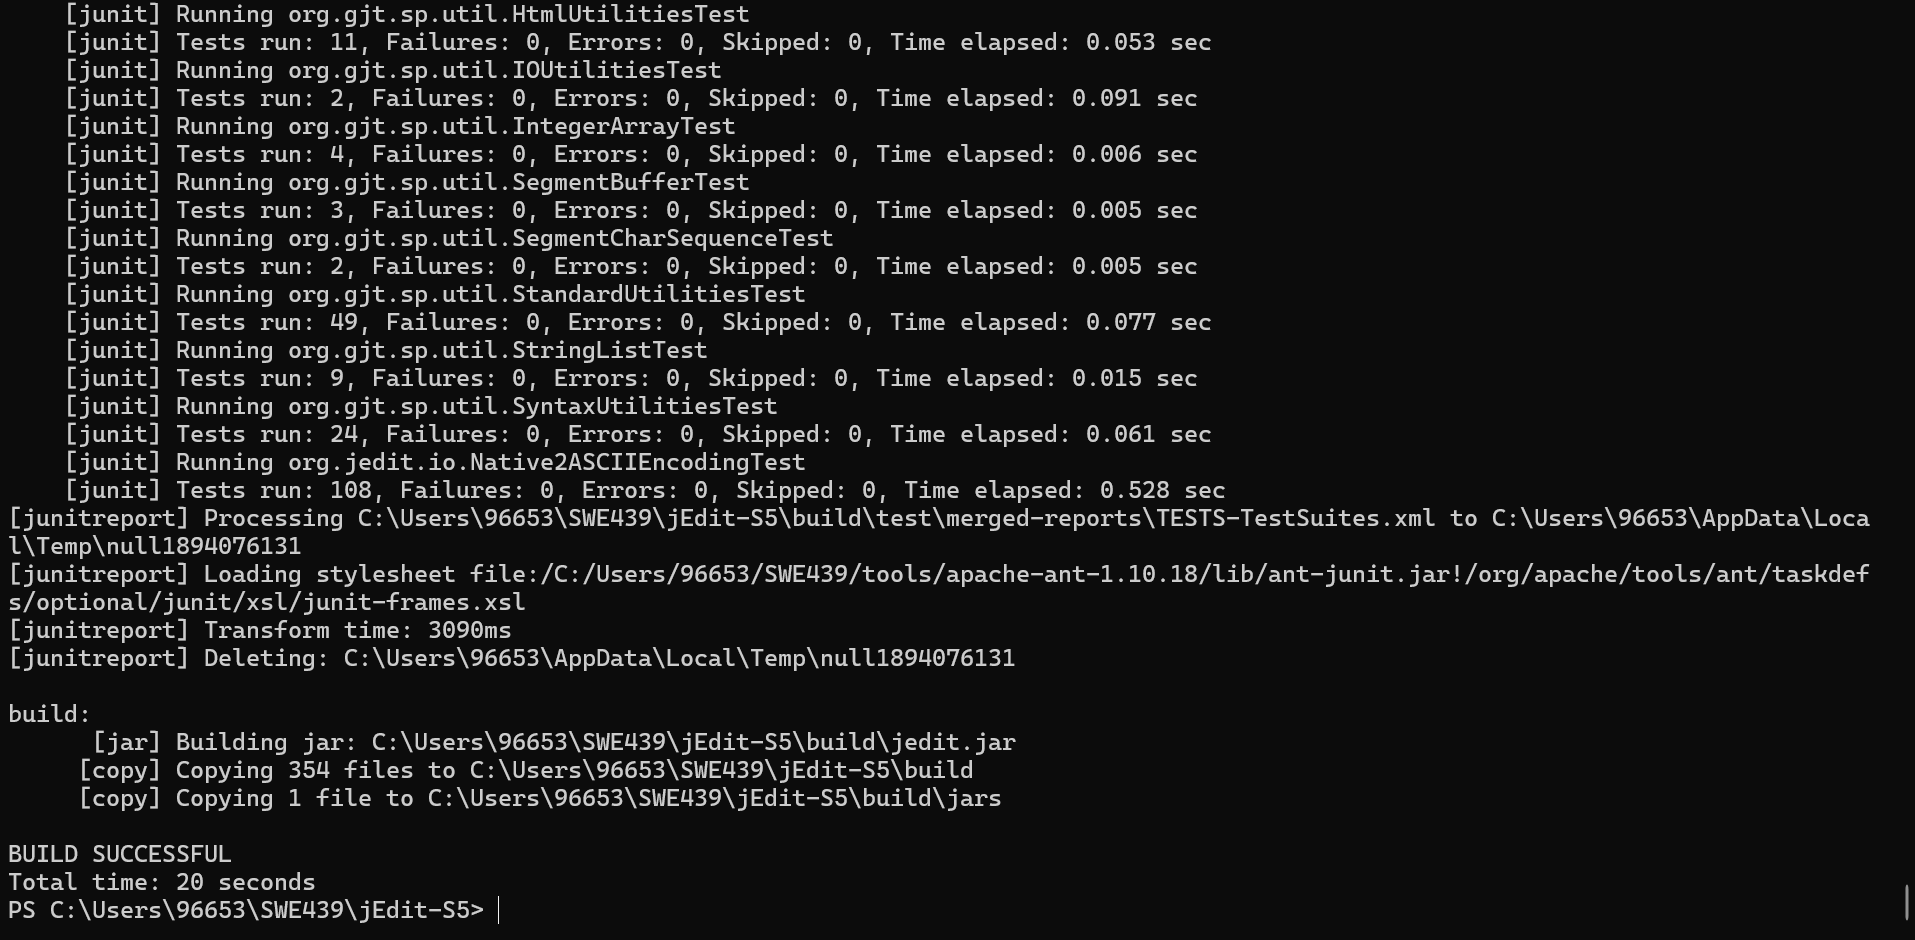 [junit] Running org.gjt.sp.util.HtmlUtilitiesTest
[junit] Tests run: 11, Failures: 0, Errors: 0, Skipped: 0, Time elapsed: 0.053 sec
[junit] Running org.gjt.sp.util.IOUtilitiesTest
[junit] Tests run: 2, Failures: 0, Errors: 0, Skipped: 0, Time elapsed: 0.091 sec
[junit] Running org.gjt.sp.util.IntegerArrayTest
[junit] Tests run: 4, Failures: 0, Errors: 0, Skipped: 0, Time elapsed: 0.006 sec
[junit] Running org.gjt.sp.util.SegmentBufferTest
[junit] Tests run: 3, Failures: 0, Errors: 0, Skipped: 0, Time elapsed: 0.005 sec
[junit] Running org.gjt.sp.util.SegmentCharSequenceTest
[junit] Tests run: 2, Failures: 0, Errors: 0, Skipped: 0, Time elapsed: 0.005 sec
[junit] Running org.gjt.sp.util.StandardUtilitiesTest
[junit] Tests run: 49, Failures: 0, Errors: 0, Skipped: 0, Time elapsed: 0.077 sec
[junit] Running org.gjt.sp.util.StringListTest
[junit] Tests run: 9, Failures: 0, Errors: 0, Skipped: 0, Time elapsed: 0.015 sec
[junit] Running org.gjt.sp.util.SyntaxUtilitiesTest
[junit] Tests run: 24, Failures: 0, Errors: 0, Skipped: 0, Time elapsed: 0.061 sec
[junit] Running org.jedit.io.Native2ASCIIEncodingTest
[junit] Tests run: 108, Failures: 0, Errors: 0, Skipped: 0, Time elapsed: 0.528 sec
[junitreport] Processing C:\Users\96653\SWE439\jEdit-S5\build\test\merged-reports\TESTS-TestSuites.xml to C:\Users\96653\AppData\Loca
l\Temp\null1894076131
[junitreport] Loading stylesheet file:/C:/Users/96653/SWE439/tools/apache-ant-1.10.18/lib/ant-junit.jar!/org/apache/tools/ant/taskdef
s/optional/junit/xsl/junit-frames.xsl
[junitreport] Transform time: 3090ms
[junitreport] Deleting: C:\Users\96653\AppData\Local\Temp\null1894076131
build:
[jar] Building jar: C:\Users\96653\SWE439\jEdit-S5\build\jedit.jar
[copy] Copying 354 files to C:\Users\96653\SWE439\jEdit-S5\build
[copy] Copying 1 file to C:\Users\96653\SWE439\jEdit-S5\build\jars
BUILD SUCCESSFUL
Total time: 20 seconds
PS C:\Users\96653\SWE439\jEdit-S5>